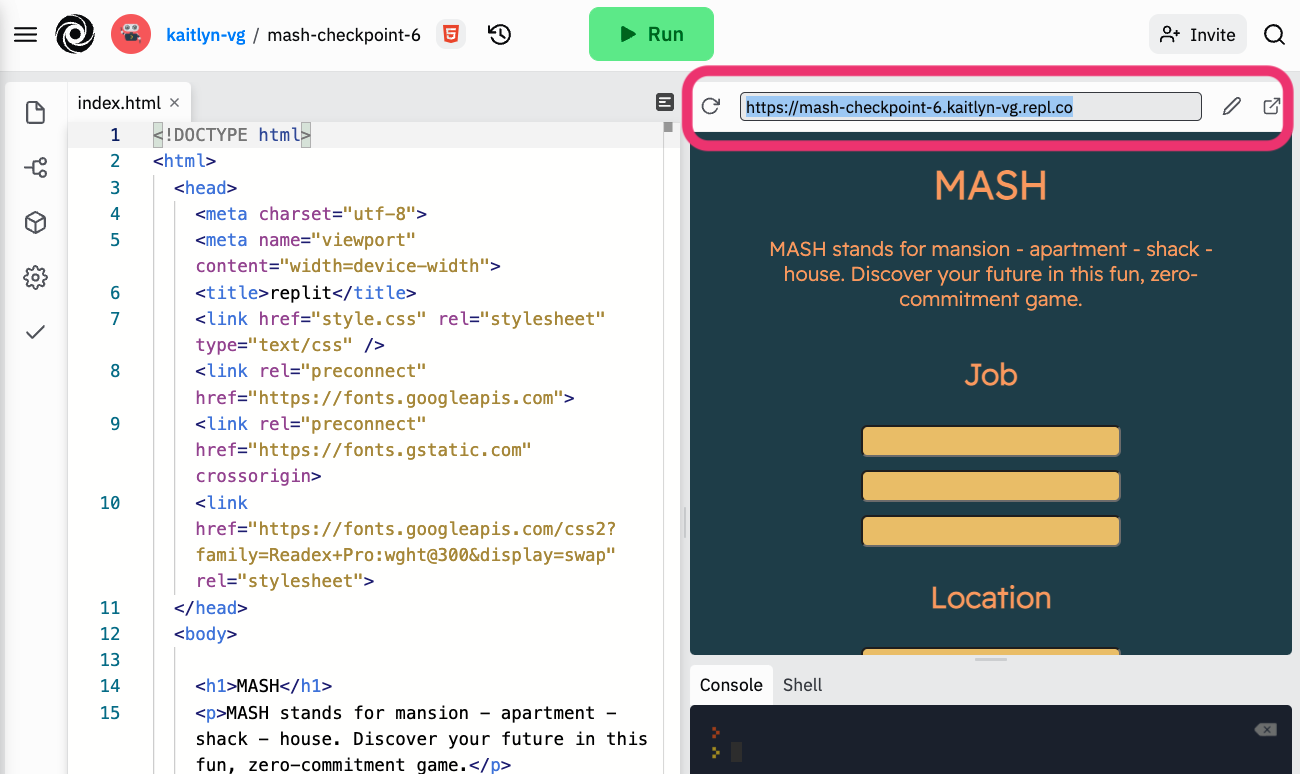 kaitlyn-vg / mash-checkpoint-6
Run
Invite
index.html ×
1 <!DOCTYPE html>
2 <html>
3 <head>
4 <meta charset="utf-8">
5 <meta name="viewport"
content="width=device-width">
6 <title>replit</title>
7 <link href="style.css" rel="stylesheet"
type="text/css" />
8 <link rel="preconnect"
href="https://fonts.googleapis.com">
9 <link rel="preconnect"
href="https://fonts.gstatic.com"
crossorigin>
10 <link
href="https://fonts.googleapis.com/css2?
family=Readex+Pro:wght@300&display=swap"
rel="stylesheet">
11 </head>
12 <body>
13
14 <h1>MASH</h1>
15 <p>MASH stands for mansion - apartment -
shack - house. Discover your future in this
fun, zero-commitment game.</p>
https://mash-checkpoint-6.kaitlyn-vg.repl.co
MASH
MASH stands for mansion - apartment - shack -
house. Discover your future in this fun, zero-
commitment game.
Job
Location
Console Shell